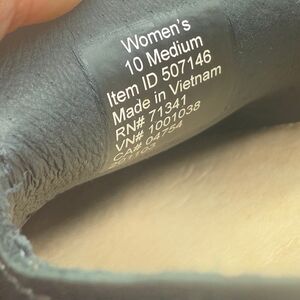 Women's
10 Medium
Item ID 507146
Made in Vietnam
RN# 71341
VN# 1001038
CA# 04754